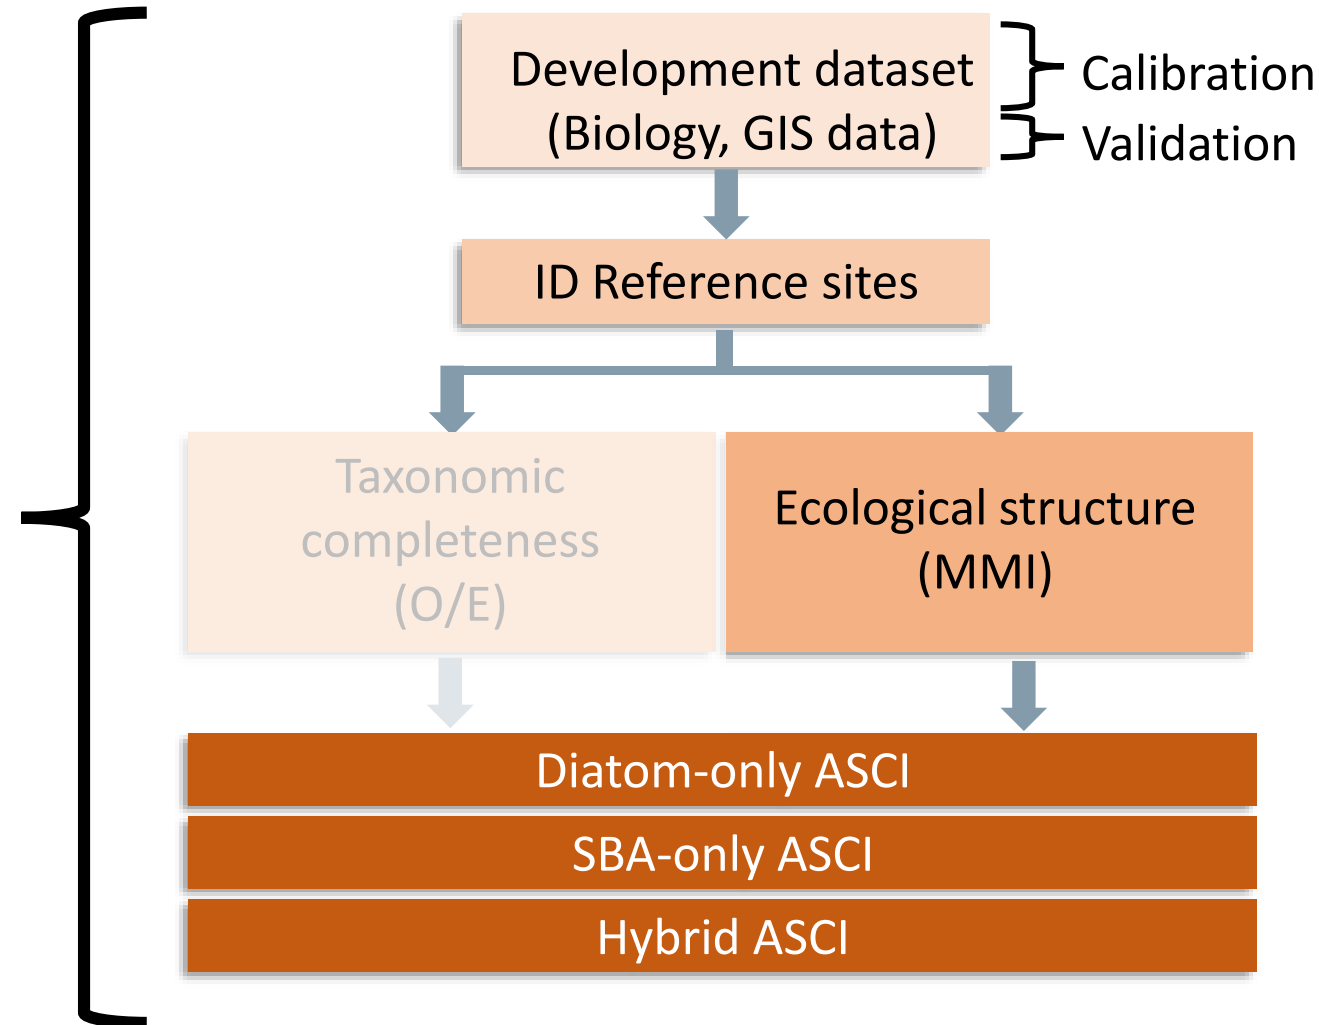 Development dataset
(Biology, GIS data)
Calibration
Validation
ID Reference sites
Taxonomic
completeness
(O/E)
Ecological structure
(MMI)
Diatom-only ASCI
SBA-only ASCI
Hybrid ASCI